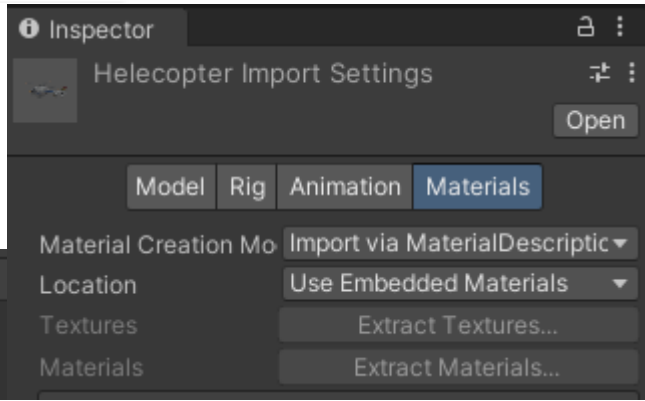 Inspector
Helecopter Import Settings
Open
Model Rig Animation Materials
Material Creation Mo Import via MaterialDescriptic
Location Use Embedded Materials
Textures Extract Textures...
Materials Extract Materials...